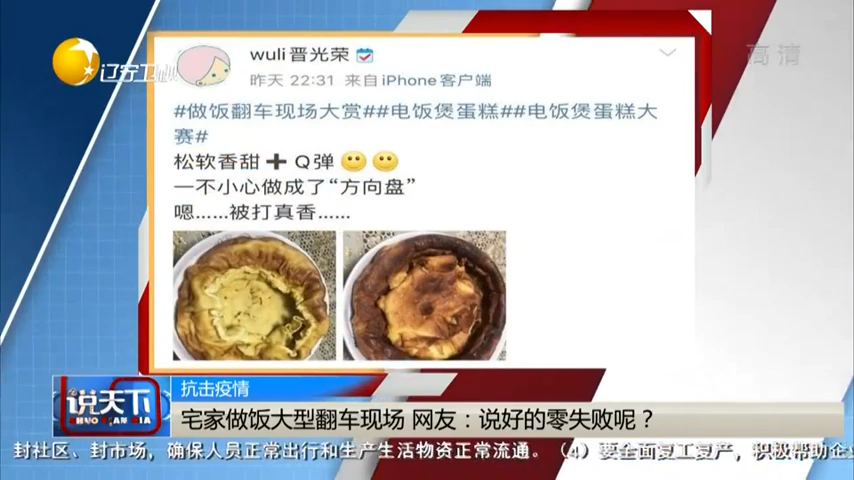 辽宁卫视
高清
wuli晋光荣
昨天 22:31 来自iPhone客户端
#做饭翻车现场大赏##电饭煲蛋糕##电饭煲蛋糕大
赛#
松软香甜➕Q弹🙂🙂
一不小心做成了“方向盘”
嗯……被打真香……
抗击疫情
说天下
SHUO TIAN XIA
宅家做饭大型翻车现场 网友：说好的零失败呢？
封社区、封市场，确保人员正常出行和生产生活物资正常流通。（4）要全面复工复产，积极帮助企业